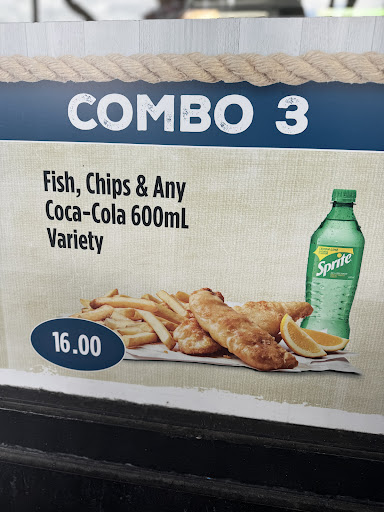 COMBO 3
Fish, Chips & Any
Coca-Cola 600mL
Variety
Sprite
16.00